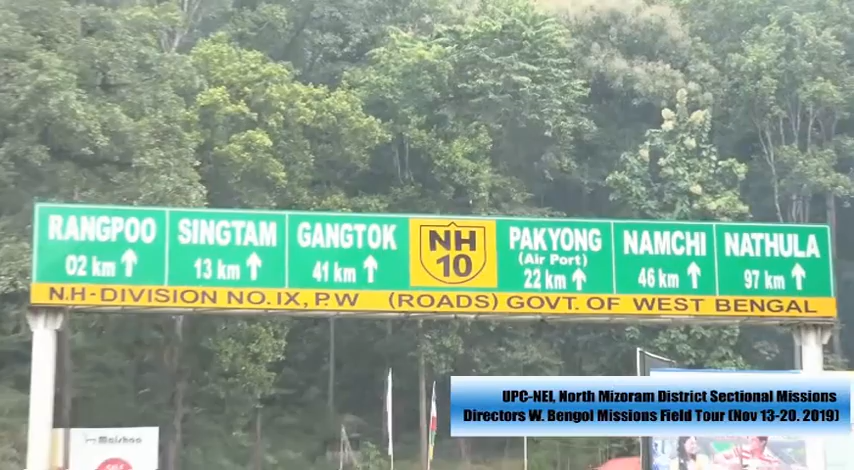 RANGPOO
02 km
SINGTAM
13 km
GANGTOK
41 km
NH
10
PAKYONG
(Air Port)
22 km
NAMCHI
46 km
NATHULA
97 km
N.H-DIVISION NO.IX, P.W (ROADS) GOVT. OF WEST BENGAL
UPC-NEI, North Mizoram District Sectional Missions
Directors W. Bengol Missions Field Tour (Nov 13-20. 2019)
Maishaa